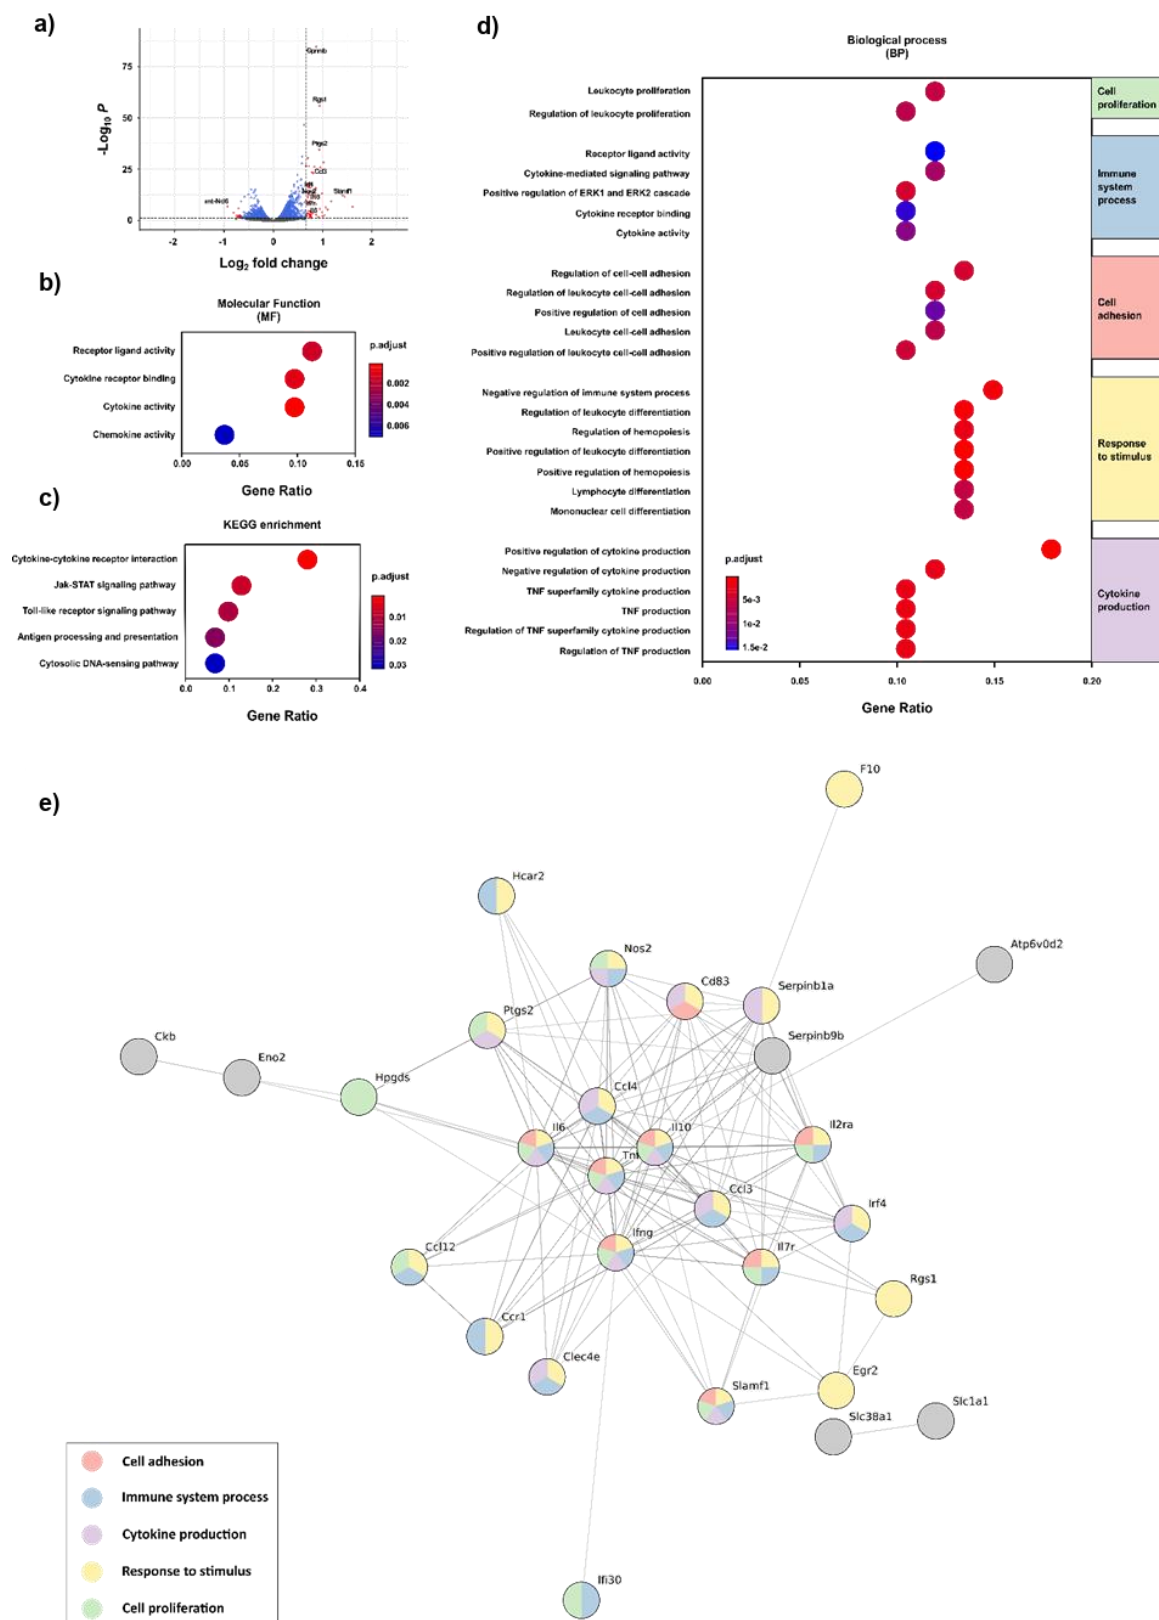 a)
-Log10 P
75
50
25
0
-2
-1
0
1
2
Log2 fold change
Gpnmb
Rgs1
Ptgs2
Ccl3
Slamf1
b)
Molecular Function
(MF)
Receptor ligand activity
Cytokine receptor binding
Cytokine activity
Chemokine activity
0.00
0.05
0.10
0.15
Gene Ratio
p.adjust
0.002
0.004
0.006
c)
KEGG enrichment
Cytokine-cytokine receptor interaction
Jak-STAT signaling pathway
Toll-like receptor signaling pathway
Antigen processing and presentation
Cytosolic DNA-sensing pathway
0.0
0.1
0.2
0.3
0.4
Gene Ratio
p.adjust
0.01
0.02
0.03
d)
Biological process
(BP)
Leukocyte proliferation
Regulation of leukocyte proliferation
Receptor ligand activity
Cytokine-mediated signaling pathway
Positive regulation of ERK1 and ERK2 cascade
Cytokine receptor binding
Cytokine activity
Regulation of cell-cell adhesion
Regulation of leukocyte cell-cell adhesion
Positive regulation of cell adhesion
Leukocyte cell-cell adhesion
Positive regulation of leukocyte cell-cell adhesion
Negative regulation of immune system process
Regulation of leukocyte differentiation
Regulation of hemopoiesis
Positive regulation of leukocyte differentiation
Positive regulation of hemopoiesis
Lymphocyte differentiation
Mononuclear cell differentiation
Positive regulation of cytokine production
Negative regulation of cytokine production
TNF superfamily cytokine production
TNF production
Regulation of TNF superfamily cytokine production
Regulation of TNF production
p.adjust
5e-3
1e-2
1.5e-2
0.00
0.05
0.10
0.15
0.20
Gene Ratio
Cell
proliferation
Immune
system
process
Cell
adhesion
Response
to stimulus
Cytokine
production
e)
F10
Hcar2
Nos2
Cd83
Serpinb1a
Atp6v0d2
Ptgs2
Serpinb9b
Ckb
Eno2
Hpgds
Ccl4
Il6
Il10
Il2ra
Ccl3
Irf4
Ifng
Il7r
Ccl12
Rgs1
Ccr1
Clec4e
Egr2
Slamf1
Slc1a1
Slc38a1
Ifi30
Cell adhesion
Immune system process
Cytokine production
Response to stimulus
Cell proliferation